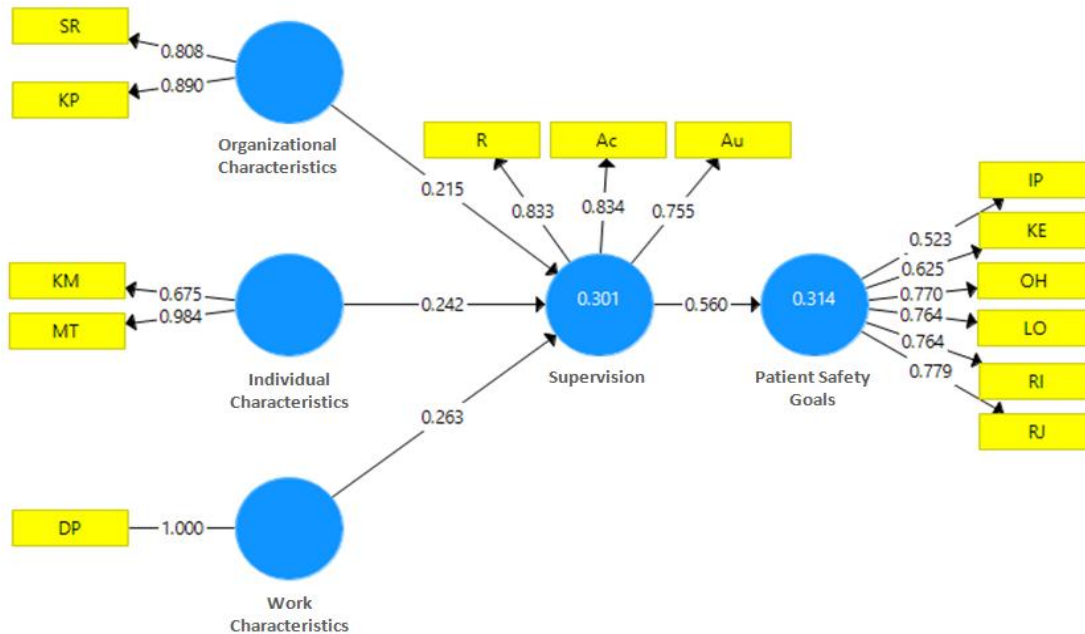 SR
0.808
KP
0.890
Organizational
Characteristics
0.215
R
Ac
Au
0.833
0.834
0.755
KM
0.675
MT
0.984
Individual
Characteristics
0.242
0.301
Supervision
0.560
0.314
Patient Safety
Goals
IP
0.523
KE
0.625
OH
0.770
LO
0.764
RI
0.764
RJ
0.779
0.263
DP
1.000
Work
Characteristics